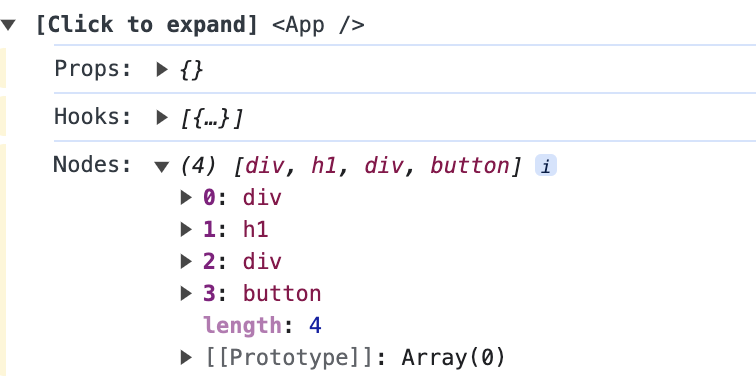 ▼ [Click to expand] <App />
Props: ▶ {}
Hooks: ▶ [{…}]
Nodes: ▼ (4) [div, h1, div, button] i
▶ 0: div
▶ 1: h1
▶ 2: div
▶ 3: button
length: 4
▶ [[Prototype]]: Array(0)